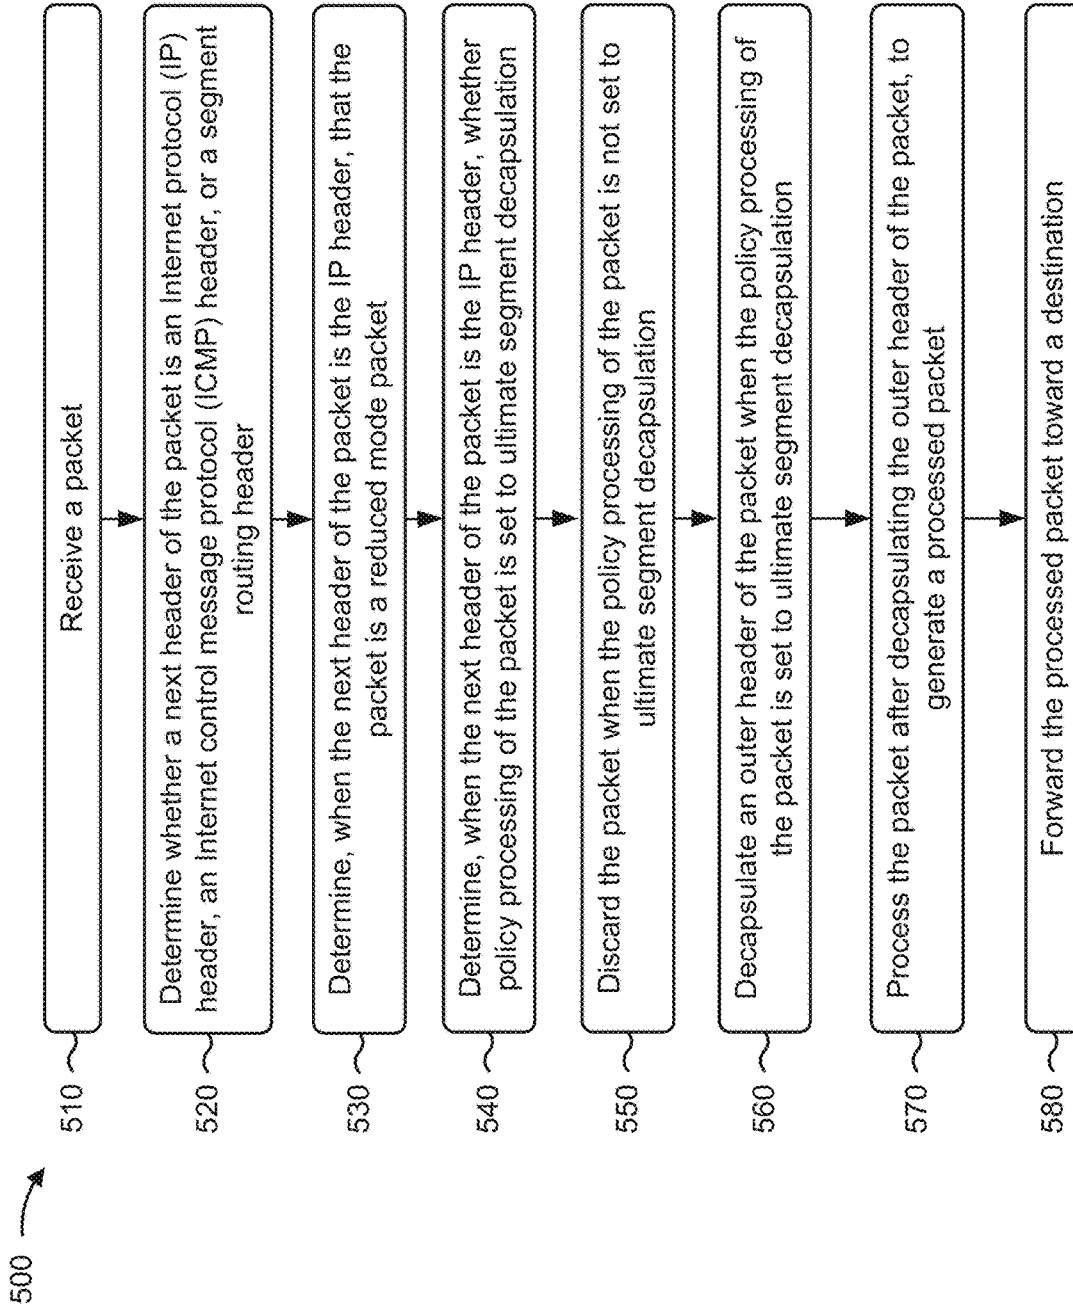 500
510
Receive a packet
520
Determine whether a next header of the packet is an Internet protocol (IP)
header, an Internet control message protocol (ICMP) header, or a segment
routing header
530
Determine, when the next header of the packet is the IP header, that the
packet is a reduced mode packet
540
Determine, when the next header of the packet is the IP header, whether
policy processing of the packet is set to ultimate segment decapsulation
550
Discard the packet when the policy processing of the packet is not set to
ultimate segment decapsulation
560
Decapsulate an outer header of the packet when the policy processing of
the packet is set to ultimate segment decapsulation
570
Process the packet after decapsulating the outer header of the packet, to
generate a processed packet
580
Forward the processed packet toward a destination